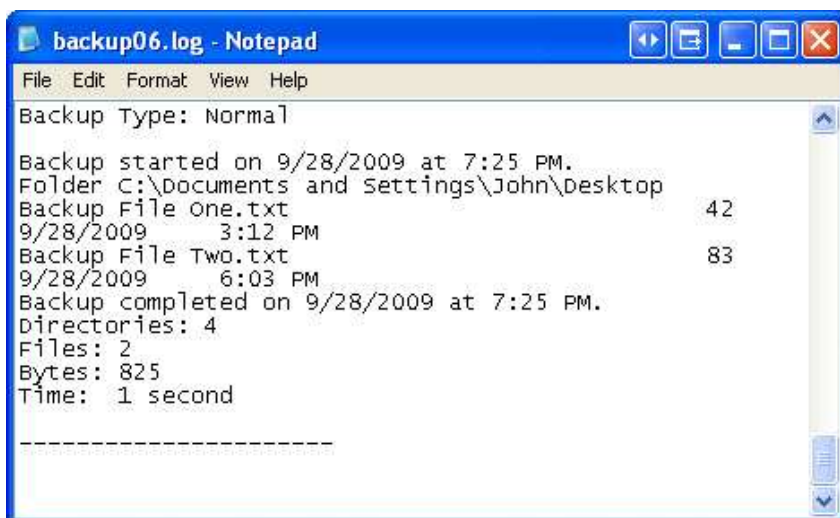 backup06.log - Notepad
File Edit Format View Help
Backup Type: Normal
Backup started on 9/28/2009 at 7:25 PM.
Folder C:\Documents and Settings\John\Desktop
Backup File One.txt 42
9/28/2009 3:12 PM
Backup File Two.txt 83
9/28/2009 6:03 PM
Backup completed on 9/28/2009 at 7:25 PM.
Directories: 4
Files: 2
Bytes: 825
Time: 1 second
----------------------